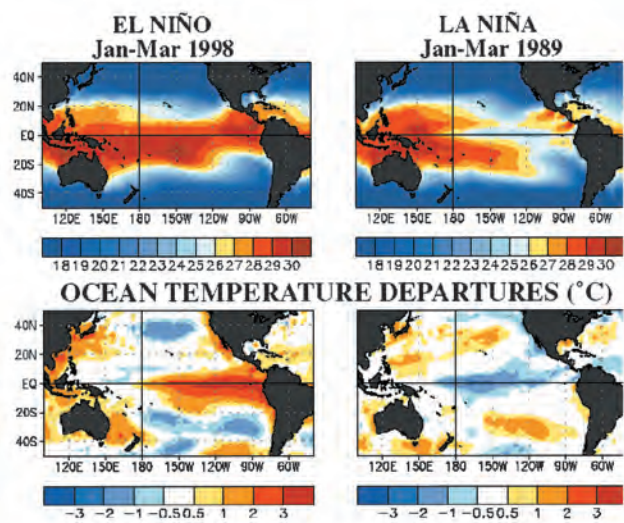 EL NIÑO
Jan-Mar 1998
LA NIÑA
Jan-Mar 1989
40N
20N
EQ
20S
40S
120E 150E 180 150W 120W 90W 60W
120E 150E 180 150W 120W 90W 60W
18 19 20 21 22 23 24 25 26 27 28 29 30
18 19 20 21 22 23 24 25 26 27 28 29 30
OCEAN TEMPERATURE DEPARTURES (°C)
40N
20N
EQ
20S
40S
120E 150E 180 150W 120W 90W 60W
120E 150E 180 150W 120W 90W 60W
-3 -2 -1 -0.5 0.5 1 2 3
-3 -2 -1 -0.5 0.5 1 2 3